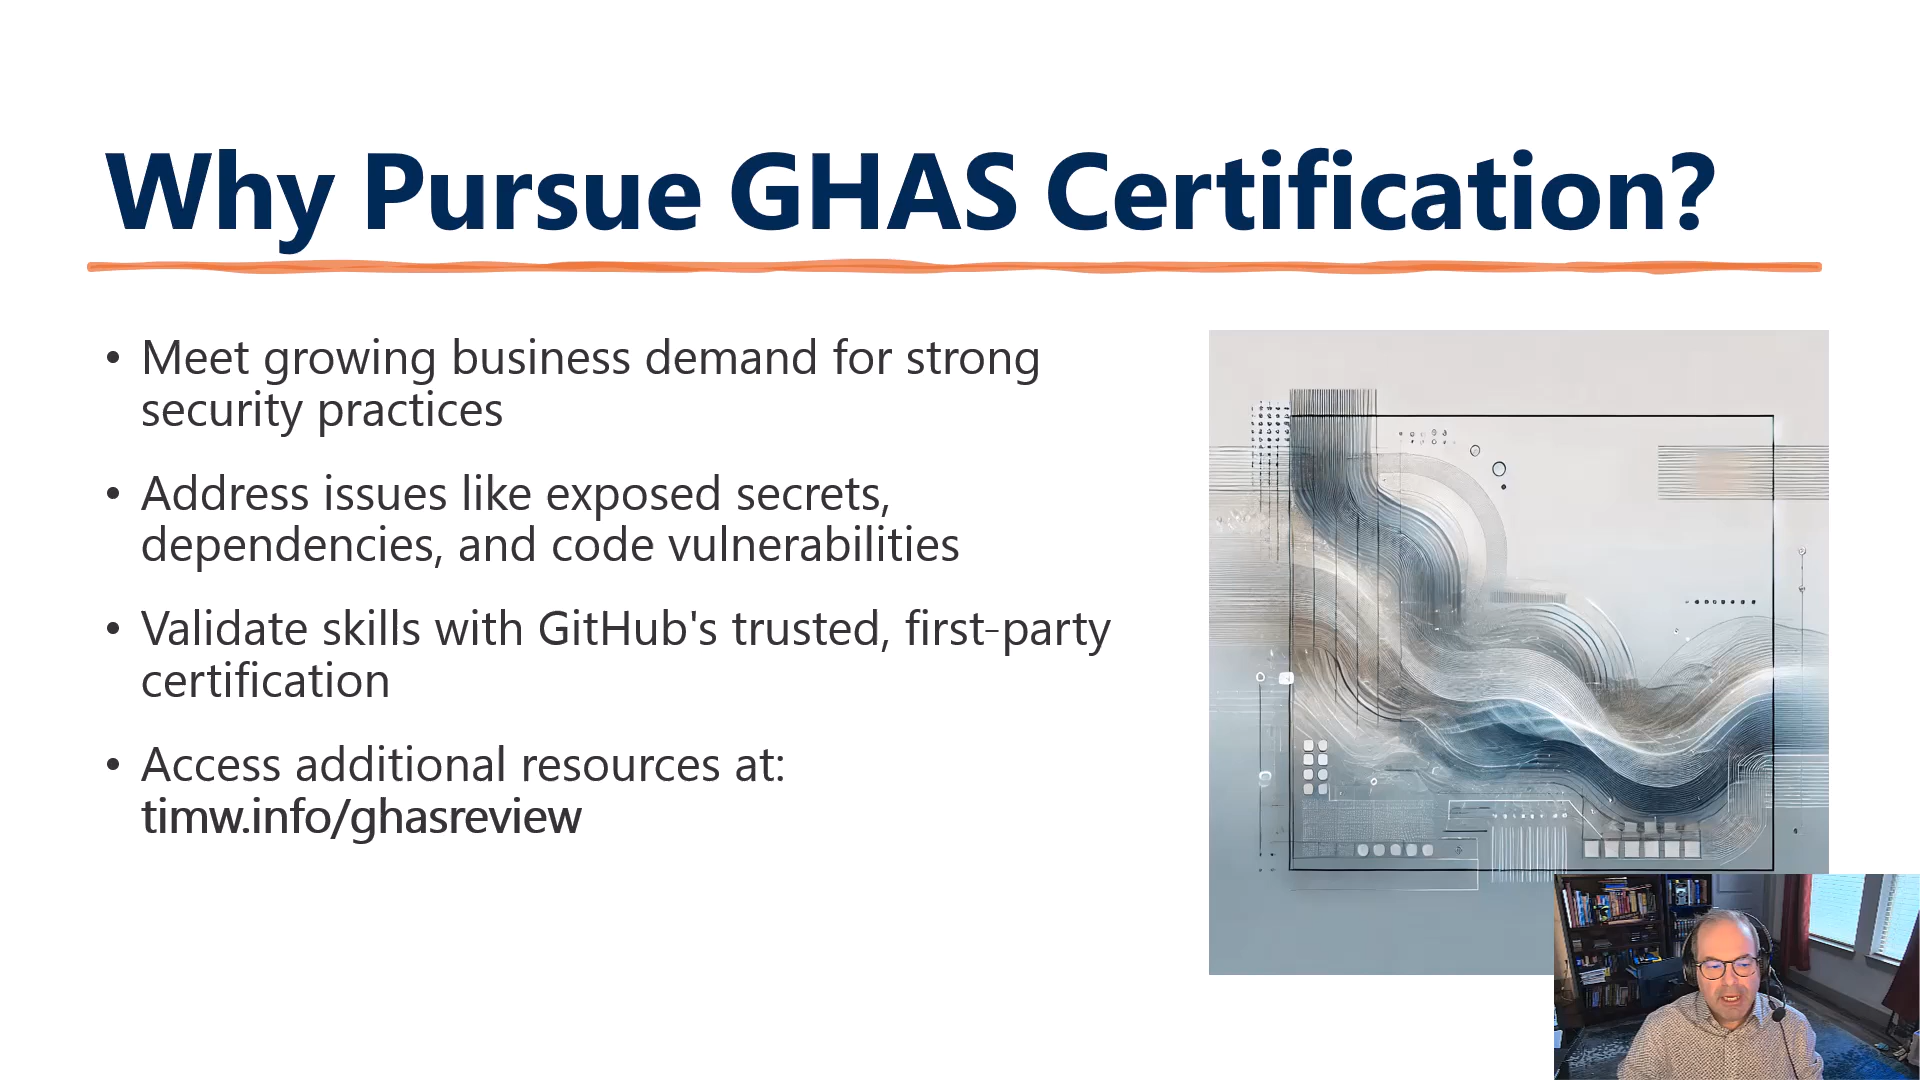 Why Pursue GHAS Certification?
• Meet growing business demand for strong
security practices
• Address issues like exposed secrets,
dependencies, and code vulnerabilities
• Validate skills with GitHub's trusted, first-party
certification
• Access additional resources at:
timw.info/ghasreview